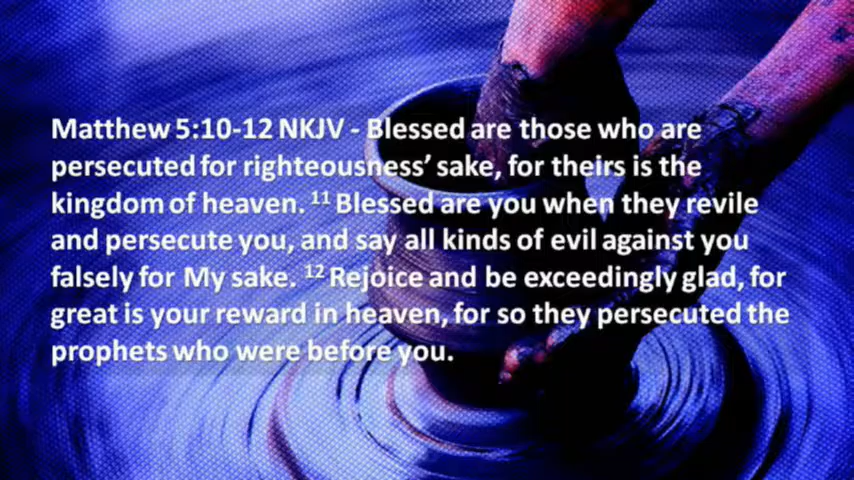 Matthew 5:10-12 NKJV - Blessed are those who are
persecuted for righteousness’ sake, for theirs is the
kingdom of heaven. 11 Blessed are you when they revile
and persecute you, and say all kinds of evil against you
falsely for My sake. 12 Rejoice and be exceedingly glad, for
great is your reward in heaven, for so they persecuted the
prophets who were before you.